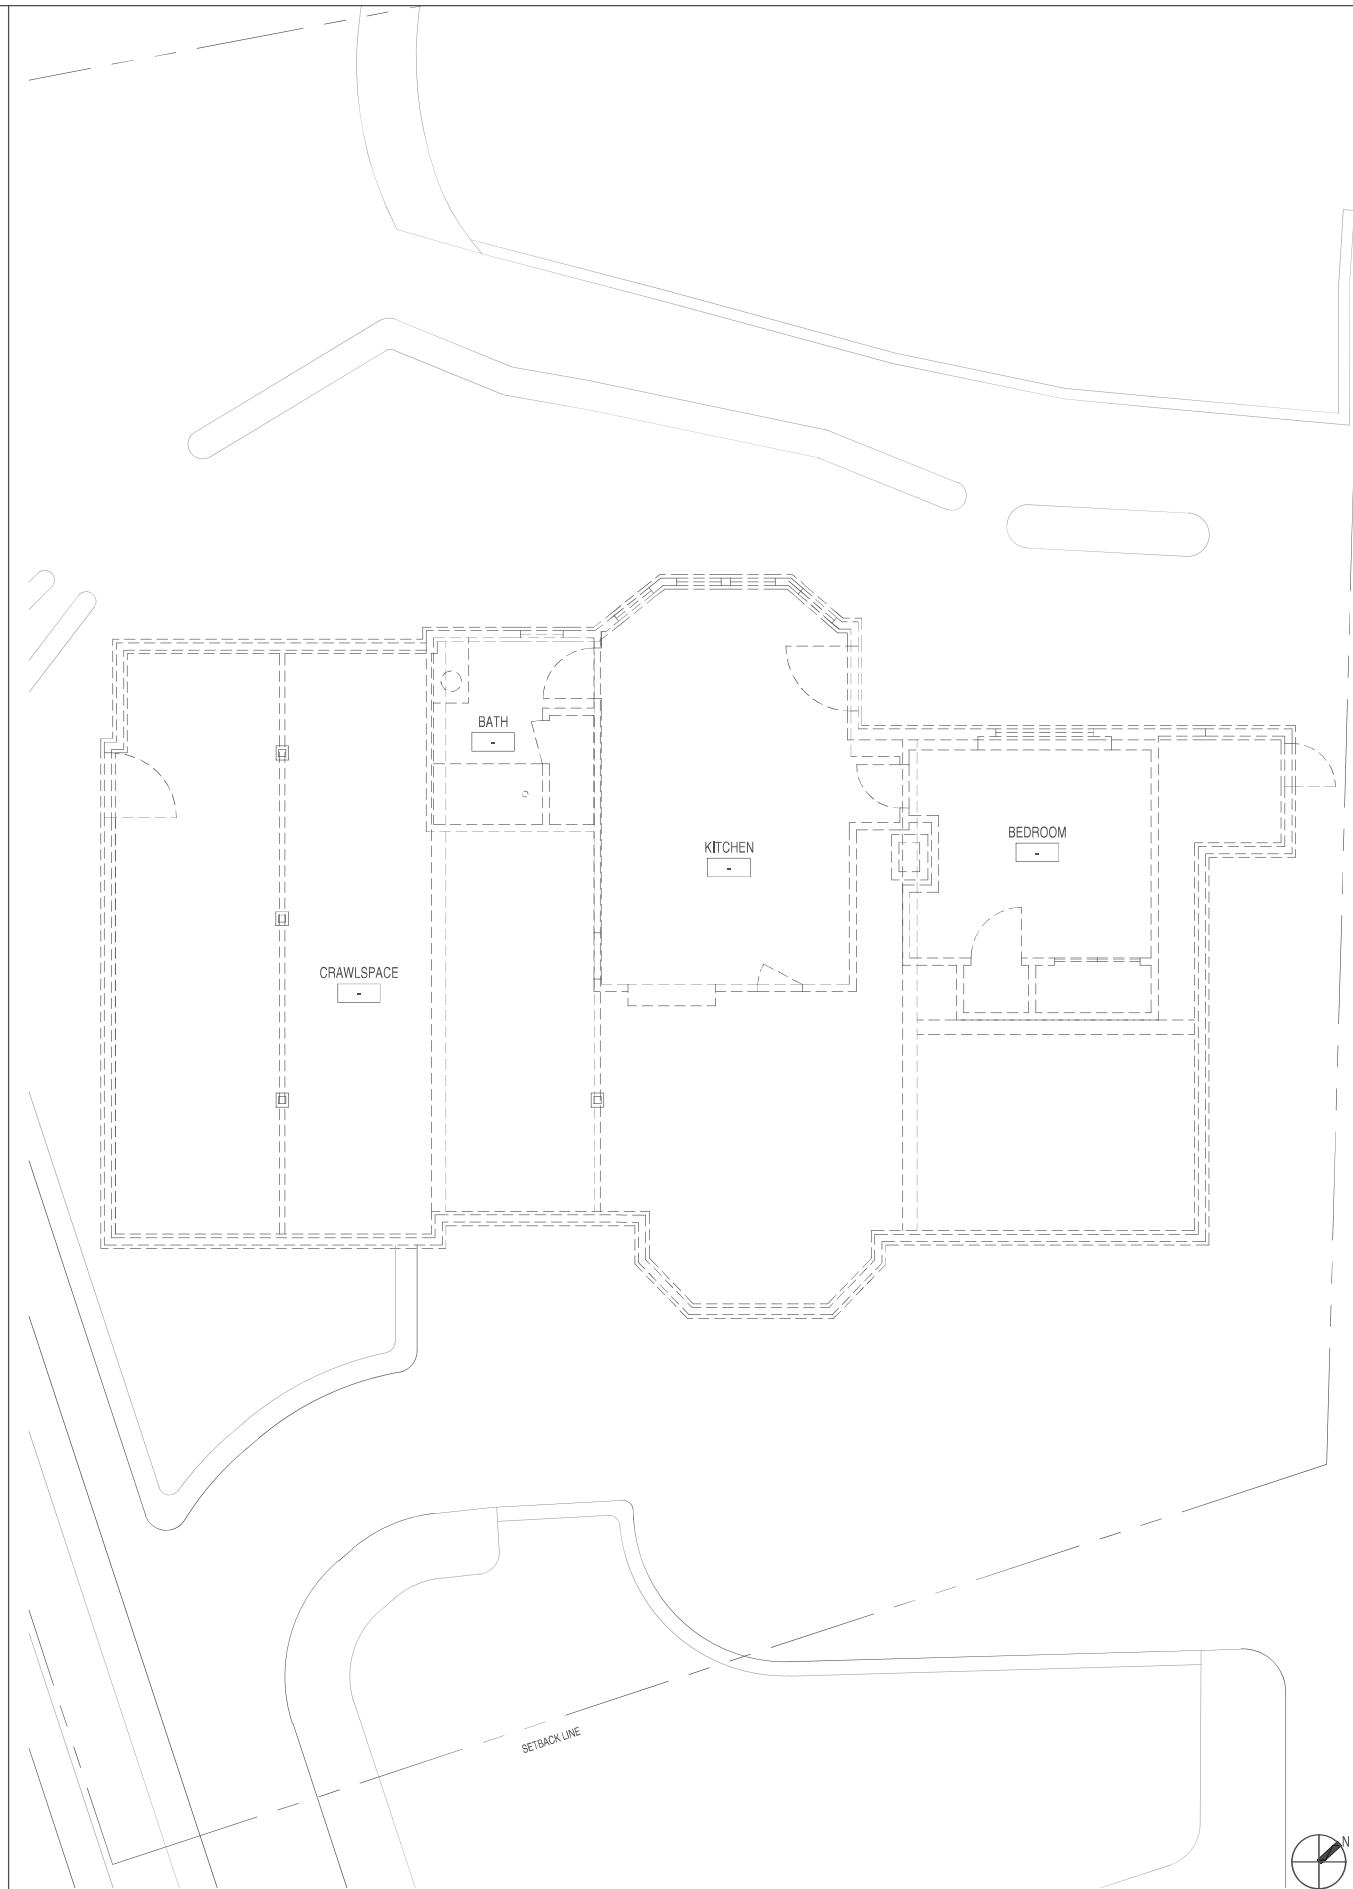 BATH
-
KITCHEN
-
BEDROOM
-
CRAWLSPACE
-
SETBACK LINE
N